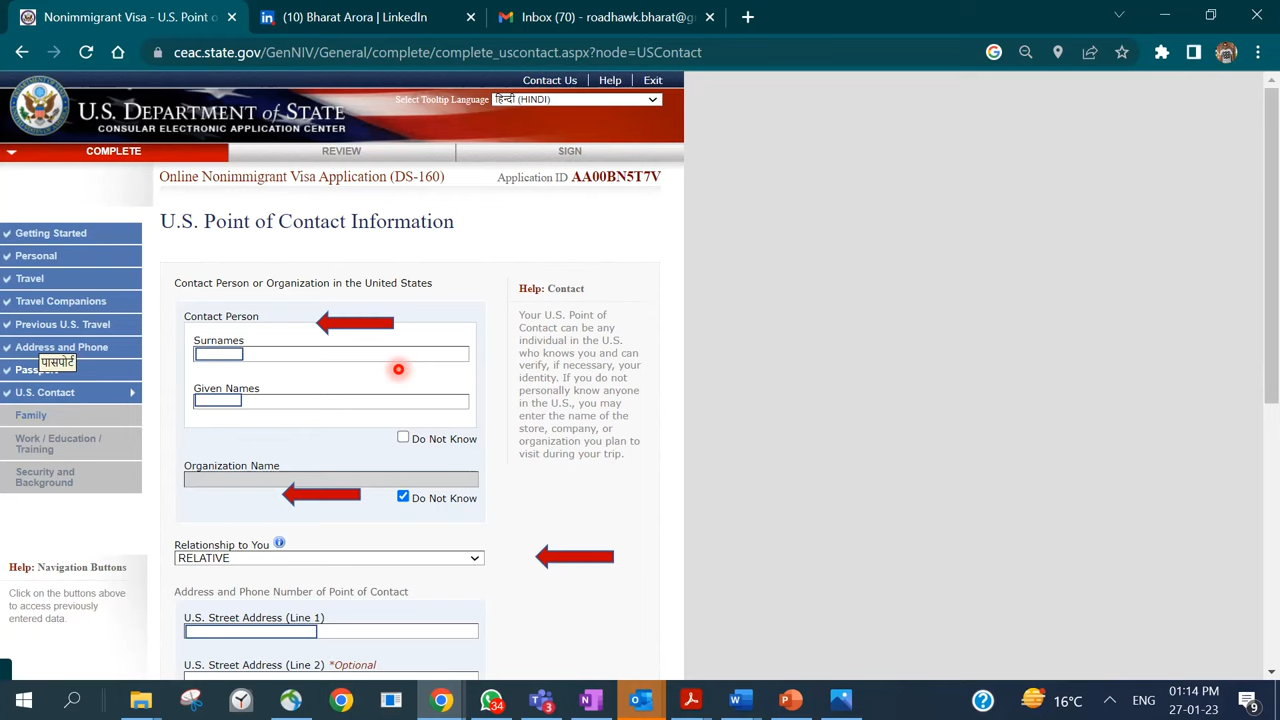 Nonimmigrant Visa - U.S. Point o
(10) Bharat Arora | LinkedIn
Inbox (70) - roadhawk.bharat@g
ceac.state.gov/GenNIV/General/complete/complete_uscontact.aspx?node=USContact
Contact Us | Help | Exit
Select Tooltip Language हिन्दी (HINDI)
U.S. DEPARTMENT of STATE
CONSULAR ELECTRONIC APPLICATION CENTER
COMPLETE
REVIEW
SIGN
Online Nonimmigrant Visa Application (DS-160)
Application ID AA00BN5T7V
U.S. Point of Contact Information
Getting Started
Personal
Travel
Travel Companions
Previous U.S. Travel
Address and Phone
पासपोर्ट
U.S. Contact
Family
Work / Education /
Training
Security and
Background
Help: Navigation Buttons
Click on the buttons above
to access previously
entered data.
Contact Person or Organization in the United States
Contact Person
Surnames
Given Names
Do Not Know
Organization Name
Do Not Know
Relationship to You
RELATIVE
Address and Phone Number of Point of Contact
U.S. Street Address (Line 1)
U.S. Street Address (Line 2) *Optional
Help: Contact
Your U.S. Point of
Contact can be any
individual in the U.S.
who knows you and can
verify, if necessary, your
identity. If you do not
personally know anyone
in the U.S., you may
enter the name of the
store, company, or
organization you plan to
visit during your trip.
34
3
16°C
ENG
01:14 PM
27-01-23
9